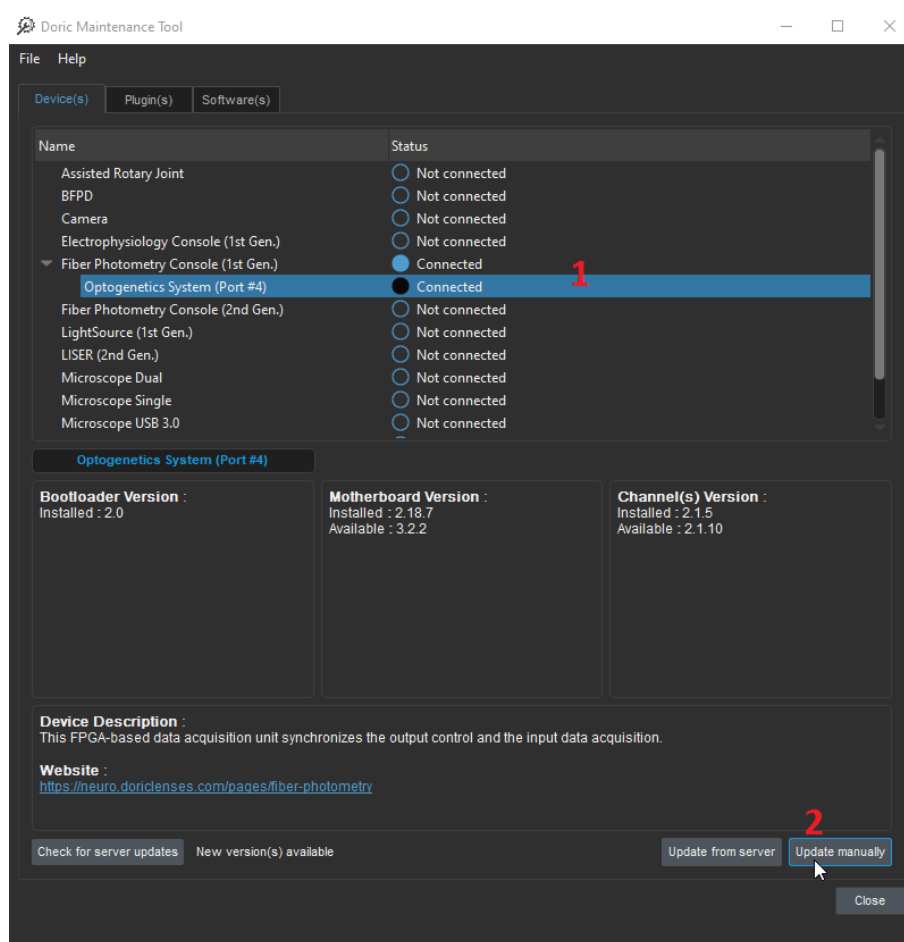 Doric Maintenance Tool
File Help
Device(s) Plugin(s) Software(s)
Name Status
Assisted Rotary Joint Not connected
BFPD Not connected
Camera Not connected
Electrophysiology Console (1st Gen.) Not connected
Fiber Photometry Console (1st Gen.) Connected
Optogenetics System (Port #4) Connected 1
Fiber Photometry Console (2nd Gen.) Not connected
LightSource (1st Gen.) Not connected
LISER (2nd Gen.) Not connected
Microscope Dual Not connected
Microscope Single Not connected
Microscope USB 3.0 Not connected
Optogenetics System (Port #4)
Bootloader Version :
Installed : 2.0
Motherboard Version :
Installed : 2.18.7
Available : 3.2.2
Channel(s) Version :
Installed : 2.1.5
Available : 2.1.10
Device Description :
This FPGA-based data acquisition unit synchronizes the output control and the input data acquisition.
Website :
https://neuro.doriclenses.com/pages/fiber-photometry
2
Check for server updates New version(s) available Update from server Update manually
Close